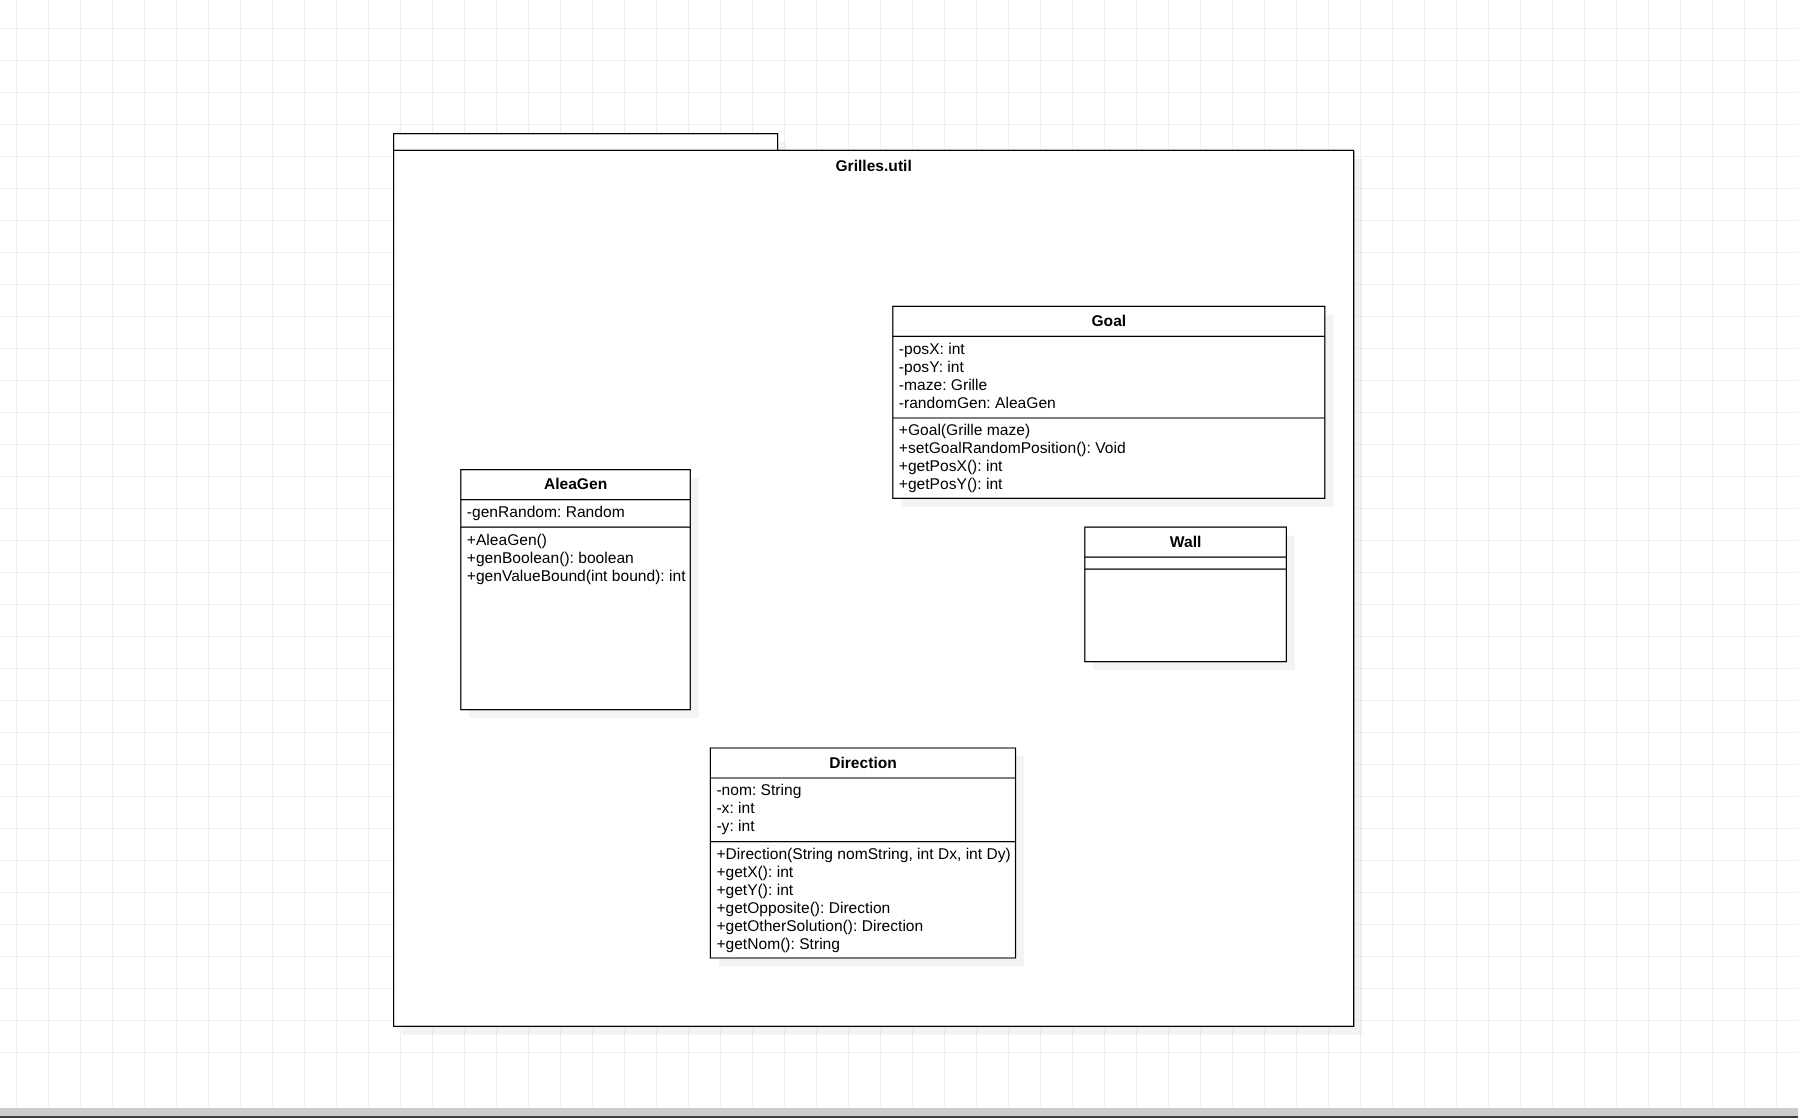 Grilles.util
Goal
-posX: int
-posY: int
-maze: Grille
-randomGen: AleaGen
+Goal(Grille maze)
+setGoalRandomPosition(): Void
+getPosX(): int
+getPosY(): int
AleaGen
-genRandom: Random
+AleaGen()
+genBoolean(): boolean
+genValueBound(int bound): int
Wall
Direction
-nom: String
-x: int
-y: int
+Direction(String nomString, int Dx, int Dy)
+getX(): int
+getY(): int
+getOpposite(): Direction
+getOtherSolution(): Direction
+getNom(): String